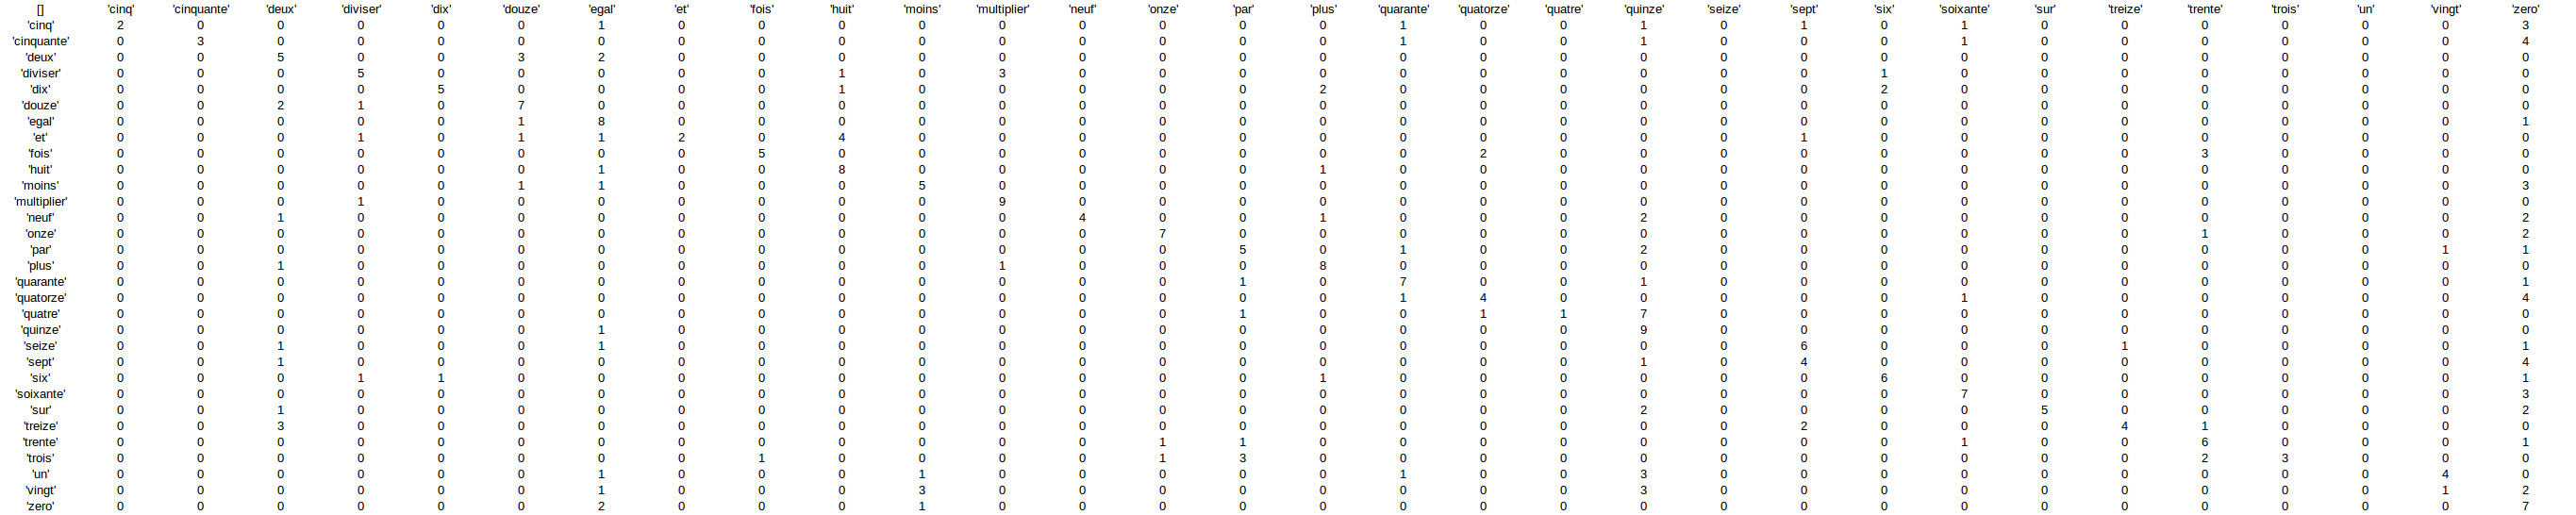 [] 'cinq' 'cinquante' 'deux' 'diviser' 'dix' 'douze' 'egal' 'et' 'fois' 'huit' 'moins' 'multiplier' 'neuf' 'onze' 'par' 'plus' 'quarante' 'quatorze' 'quatre' 'quinze' 'seize' 'sept' 'six' 'soixante' 'sur' 'treize' 'trente' 'trois' 'un' 'vingt' 'zero'
'cinq' 2 0 0 0 0 0 1 0 0 0 0 0 0 0 0 0 1 0 0 1 0 1 0 1 0 0 0 0 0 0 3
'cinquante' 0 3 0 0 0 0 0 0 0 0 0 0 0 0 0 0 1 0 0 1 0 0 0 1 0 0 0 0 0 0 4
'deux' 0 0 5 0 0 3 2 0 0 0 0 0 0 0 0 0 0 0 0 0 0 0 0 0 0 0 0 0 0 0 0
'diviser' 0 0 0 5 0 0 0 0 0 1 0 3 0 0 0 0 0 0 0 0 0 0 1 0 0 0 0 0 0 0 0
'dix' 0 0 0 0 5 0 0 0 0 1 0 0 0 0 0 2 0 0 0 0 0 0 2 0 0 0 0 0 0 0 0
'douze' 0 0 2 1 0 7 0 0 0 0 0 0 0 0 0 0 0 0 0 0 0 0 0 0 0 0 0 0 0 0 0
'egal' 0 0 0 0 0 1 8 0 0 0 0 0 0 0 0 0 0 0 0 0 0 0 0 0 0 0 0 0 0 0 1
'et' 0 0 0 1 0 1 1 2 0 4 0 0 0 0 0 0 0 0 0 0 0 1 0 0 0 0 0 0 0 0 0
'fois' 0 0 0 0 0 0 0 0 5 0 0 0 0 0 0 0 0 2 0 0 0 0 0 0 0 0 3 0 0 0 0
'huit' 0 0 0 0 0 0 1 0 0 8 0 0 0 0 0 1 0 0 0 0 0 0 0 0 0 0 0 0 0 0 0
'moins' 0 0 0 0 0 1 1 0 0 0 5 0 0 0 0 0 0 0 0 0 0 0 0 0 0 0 0 0 0 0 3
'multiplier' 0 0 0 1 0 0 0 0 0 0 0 9 0 0 0 0 0 0 0 0 0 0 0 0 0 0 0 0 0 0 0
'neuf' 0 0 1 0 0 0 0 0 0 0 0 0 4 0 0 1 0 0 0 2 0 0 0 0 0 0 0 0 0 0 2
'onze' 0 0 0 0 0 0 0 0 0 0 0 0 0 7 0 0 0 0 0 0 0 0 0 0 0 0 1 0 0 0 2
'par' 0 0 0 0 0 0 0 0 0 0 0 0 0 0 5 0 1 0 0 2 0 0 0 0 0 0 0 0 0 1 1
'plus' 0 0 1 0 0 0 0 0 0 0 0 1 0 0 0 8 0 0 0 0 0 0 0 0 0 0 0 0 0 0 0
'quarante' 0 0 0 0 0 0 0 0 0 0 0 0 0 0 1 0 7 0 0 1 0 0 0 0 0 0 0 0 0 0 1
'quatorze' 0 0 0 0 0 0 0 0 0 0 0 0 0 0 0 0 1 4 0 0 0 0 0 1 0 0 0 0 0 0 4
'quatre' 0 0 0 0 0 0 0 0 0 0 0 0 0 0 1 0 0 1 1 7 0 0 0 0 0 0 0 0 0 0 0
'quinze' 0 0 0 0 0 0 1 0 0 0 0 0 0 0 0 0 0 0 0 9 0 0 0 0 0 0 0 0 0 0 0
'seize' 0 0 1 0 0 0 1 0 0 0 0 0 0 0 0 0 0 0 0 0 0 6 0 0 0 1 0 0 0 0 1
'sept' 0 0 1 0 0 0 0 0 0 0 0 0 0 0 0 0 0 0 0 1 0 4 0 0 0 0 0 0 0 0 4
'six' 0 0 0 1 1 0 0 0 0 0 0 0 0 0 0 1 0 0 0 0 0 0 6 0 0 0 0 0 0 0 1
'soixante' 0 0 0 0 0 0 0 0 0 0 0 0 0 0 0 0 0 0 0 0 0 0 0 7 0 0 0 0 0 0 3
'sur' 0 0 1 0 0 0 0 0 0 0 0 0 0 0 0 0 0 0 0 2 0 0 0 0 5 0 0 0 0 0 2
'treize' 0 0 3 0 0 0 0 0 0 0 0 0 0 0 0 0 0 0 0 0 0 2 0 0 0 4 1 0 0 0 0
'trente' 0 0 0 0 0 0 0 0 0 0 0 0 0 1 1 0 0 0 0 0 0 0 0 1 0 0 6 0 0 0 1
'trois' 0 0 0 0 0 0 0 0 1 0 0 0 0 1 3 0 0 0 0 0 0 0 0 0 0 0 2 3 0 0 0
'un' 0 0 0 0 0 0 1 0 0 0 1 0 0 0 0 0 1 0 0 3 0 0 0 0 0 0 0 0 0 4 0
'vingt' 0 0 0 0 0 0 1 0 0 0 3 0 0 0 0 0 0 0 0 3 0 0 0 0 0 0 0 0 0 1 2
'zero' 0 0 0 0 0 0 2 0 0 0 1 0 0 0 0 0 0 0 0 0 0 0 0 0 0 0 0 0 0 0 7